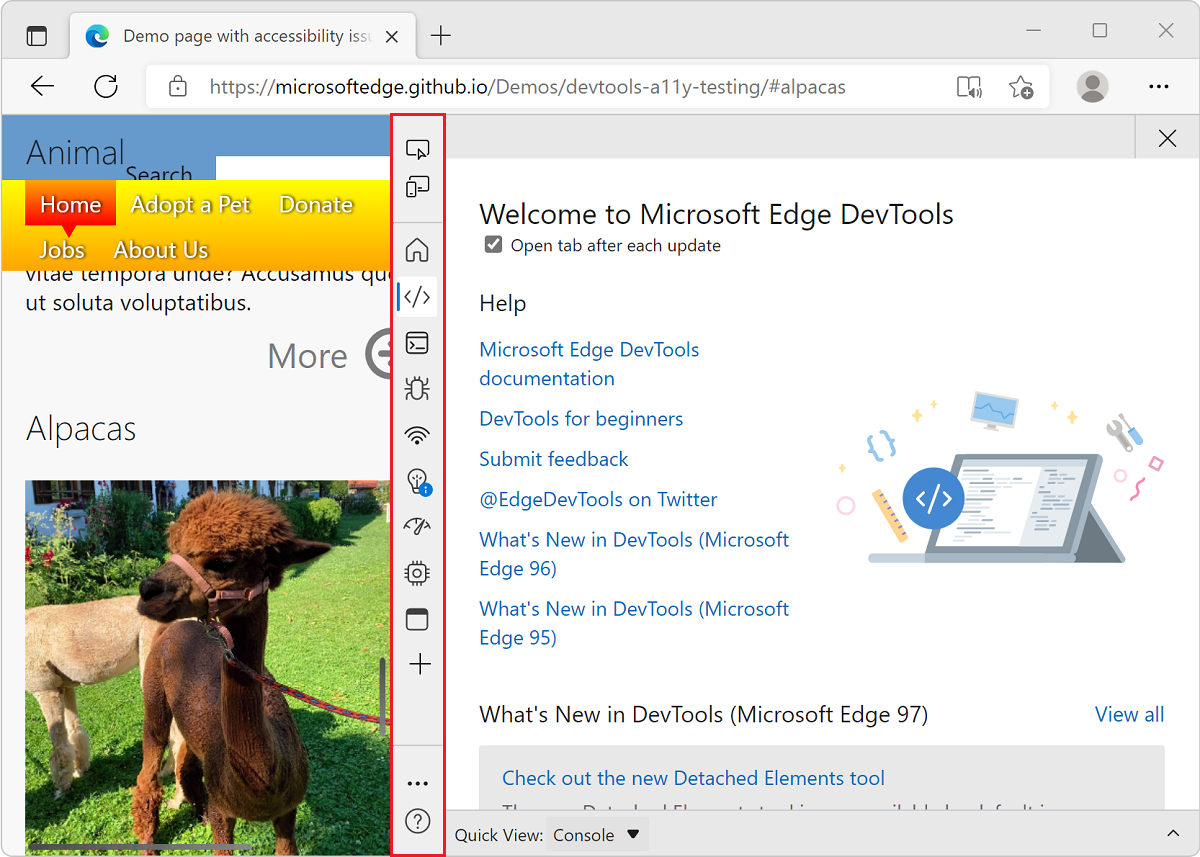 Demo page with accessibility iss
https://microsoftedge.github.io/Demos/devtools-a11y-testing/#alpacas
Animal
Search
Home Adopt a Pet Donate
Jobs About Us
vitae tempora unde? Accusamus
ut soluta voluptatibus.
More
Alpacas
Welcome to Microsoft Edge DevTools
Open tab after each update
Help
Microsoft Edge DevTools
documentation
DevTools for beginners
Submit feedback
@EdgeDevTools on Twitter
What's New in DevTools (Microsoft
Edge 96)
What's New in DevTools (Microsoft
Edge 95)
What's New in DevTools (Microsoft Edge 97)
View all
Check out the new Detached Elements tool
Quick View: Console